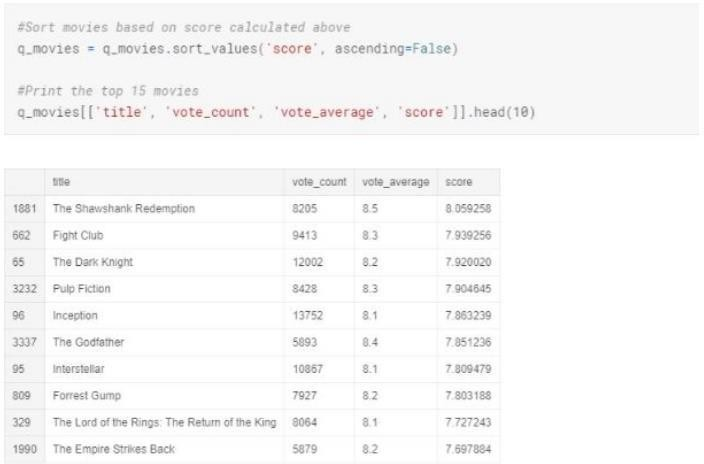 #Sort movies based on score calculated above
q_movies = q_movies.sort_values('score', ascending=False)
#Print the top 15 movies
q_movies[['title', 'vote_count', 'vote_average', 'score']].head(10)
title vote_count vote_average score
1881 The Shawshank Redemption 8205 8.5 8.059258
662 Fight Club 9413 8.3 7.939256
65 The Dark Knight 12002 8.2 7.920020
3232 Pulp Fiction 8428 8.3 7.904645
96 Inception 13752 8.1 7.863239
3337 The Godfather 5893 8.4 7.851236
95 Interstellar 10867 8.1 7.809479
809 Forrest Gump 7927 8.2 7.803188
329 The Lord of the Rings: The Return of the King 8064 8.1 7.727243
1990 The Empire Strikes Back 5879 8.2 7.697884